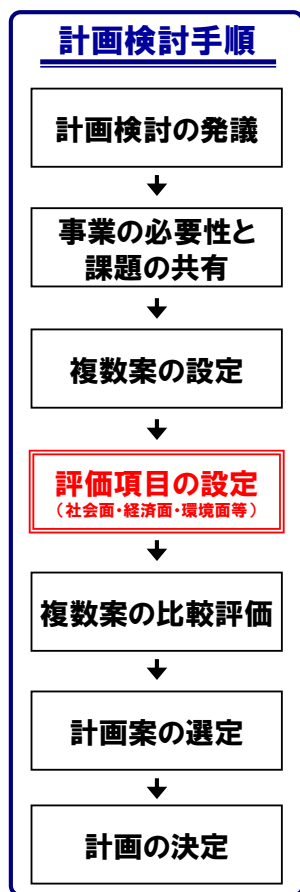 計画検討手順
計画検討の発議
事業の必要性と
課題の共有
複数案の設定
評価項目の設定
（社会面・経済面・環境面等）
複数案の比較評価
計画案の選定
計画の決定